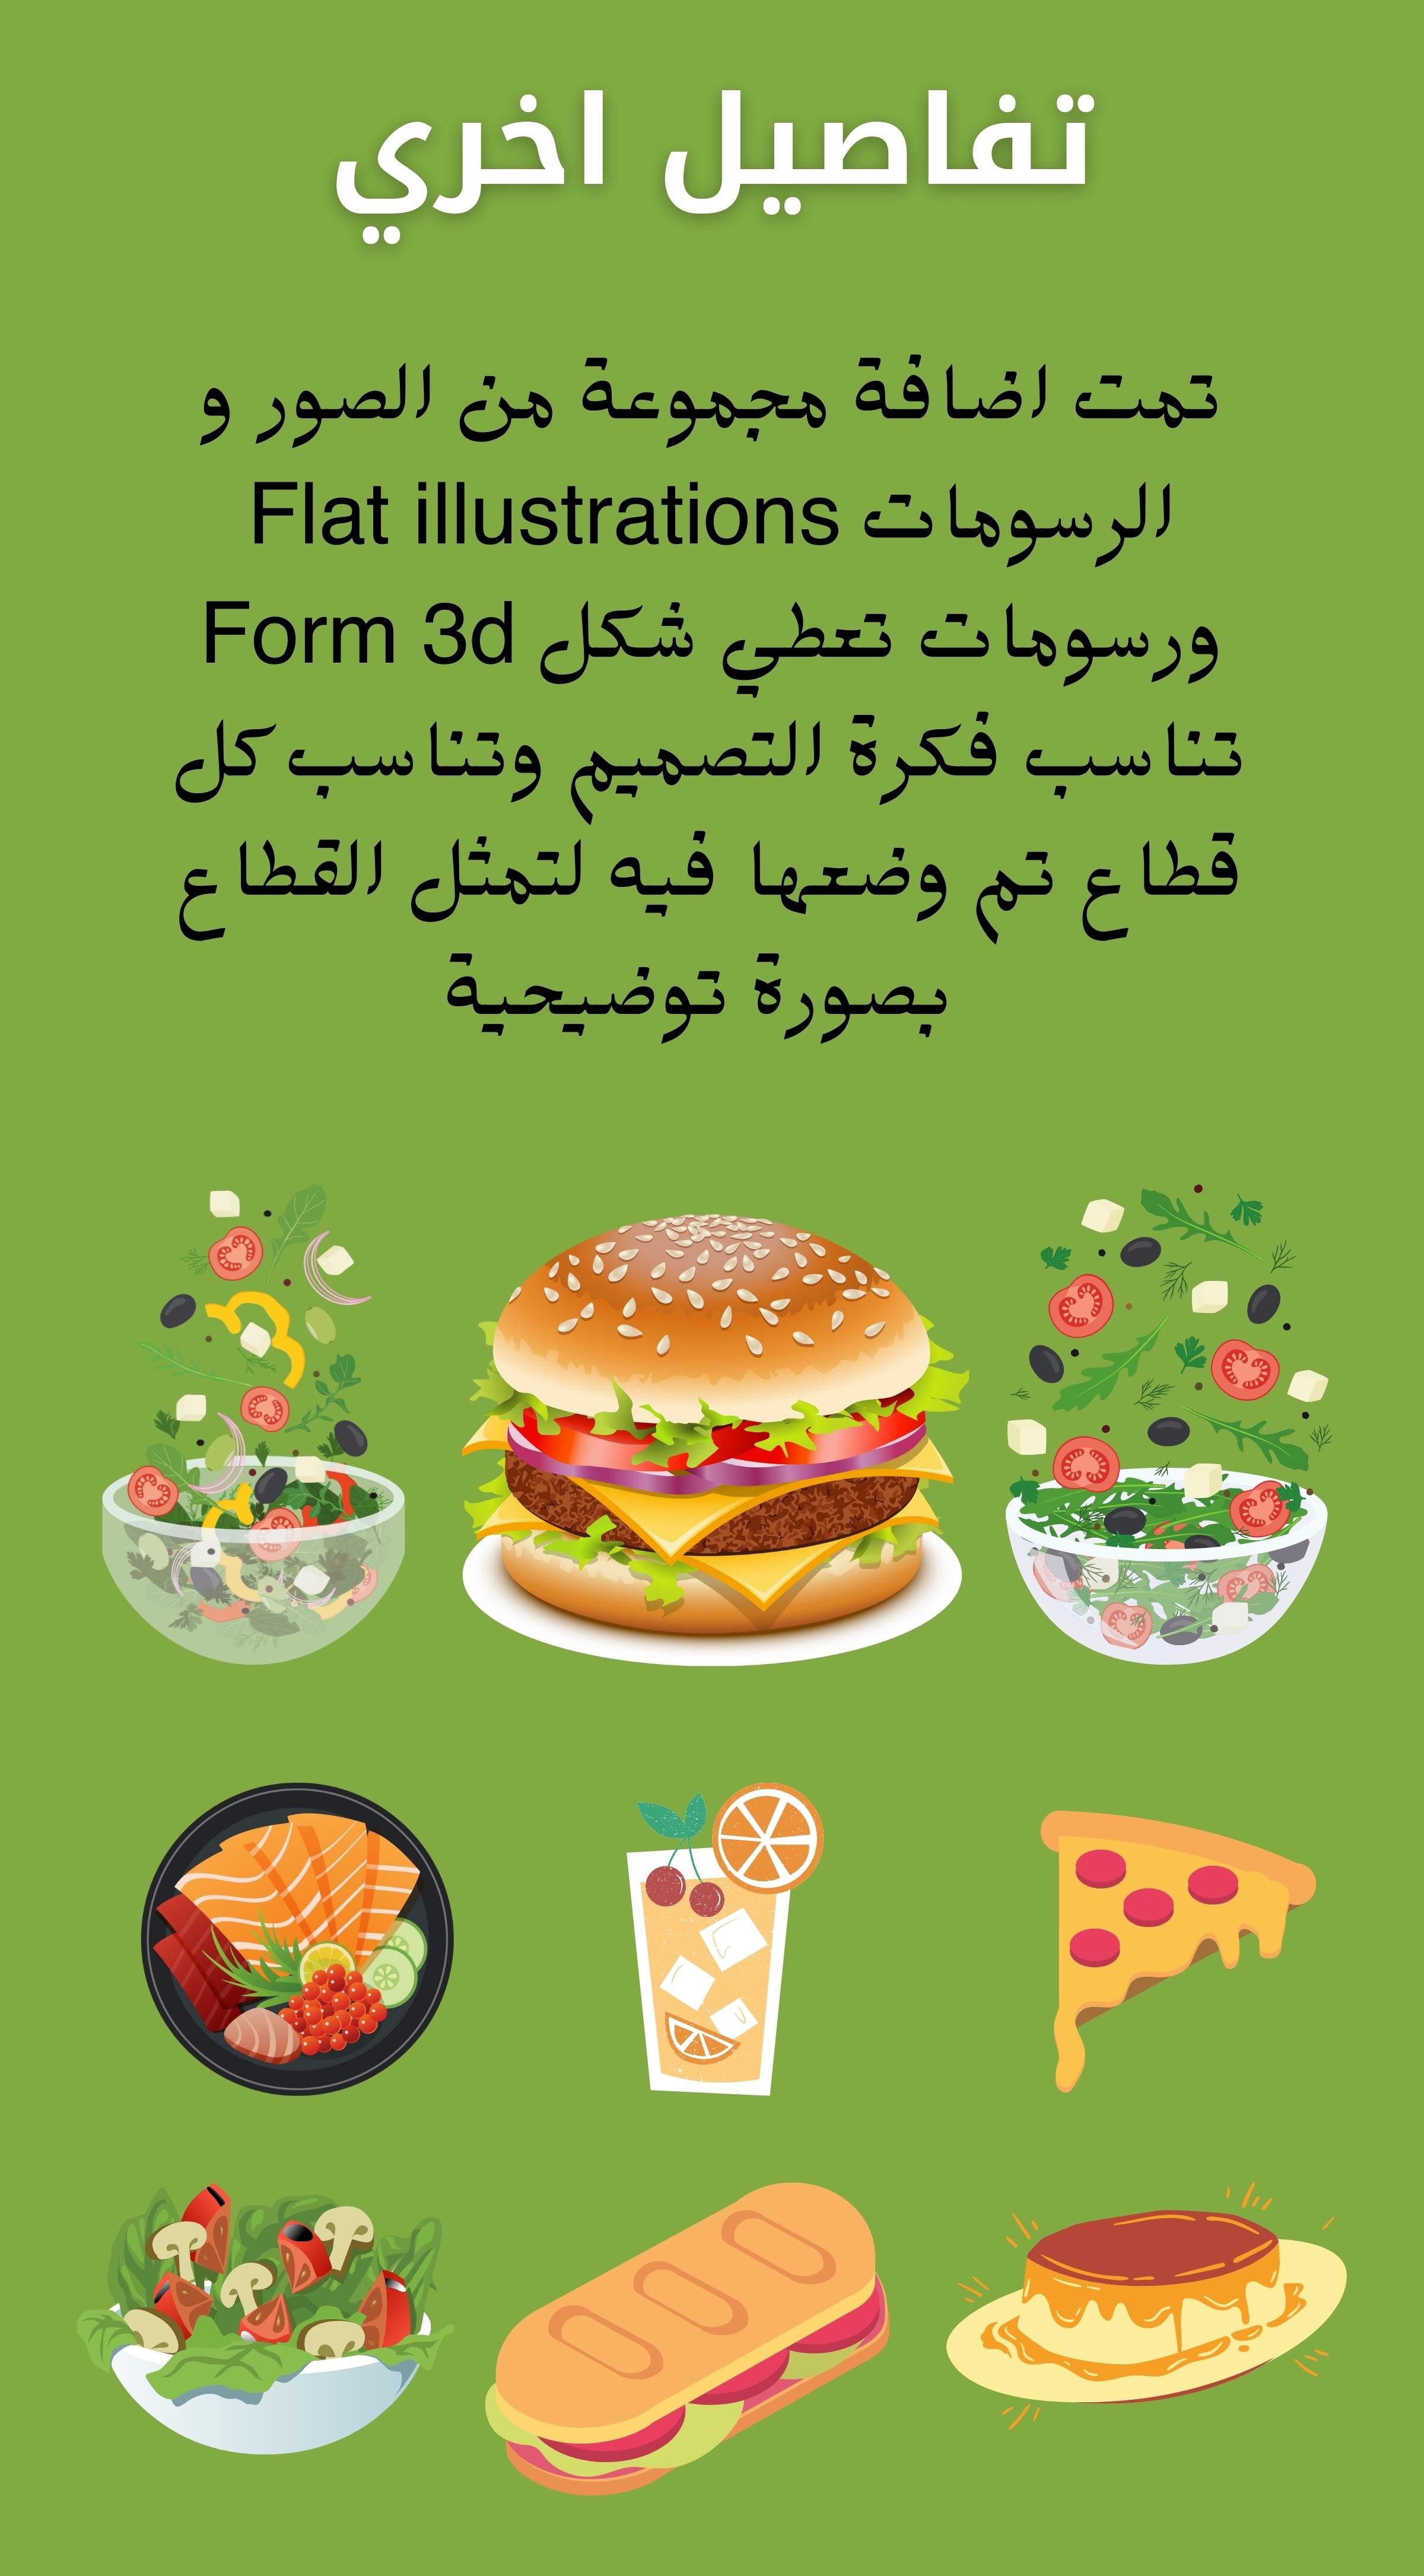 تفاصيل اخري
تمت اضافة مجموعة من الصور و
الرسومات Flat illustrations
ورسومات تعطي شكل Form 3d
تناسب فكرة التصميم وتناسب كل
قطاع تم وضعها فيه لتمثل القطاع
بصورة توضيحية